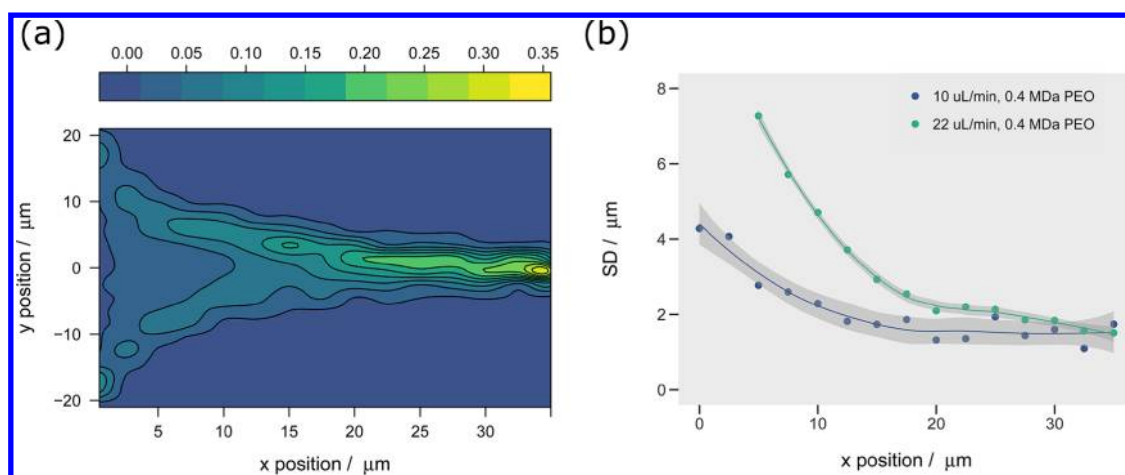 (a)
0.00 0.05 0.10 0.15 0.20 0.25 0.30 0.35
20
10
0
−10
−20
y position / μm
5 10 15 20 25 30
x position / μm
(b)
8
6
4
2
0
SD / μm
10 uL/min, 0.4 MDa PEO
22 uL/min, 0.4 MDa PEO
0 10 20 30
x position / μm